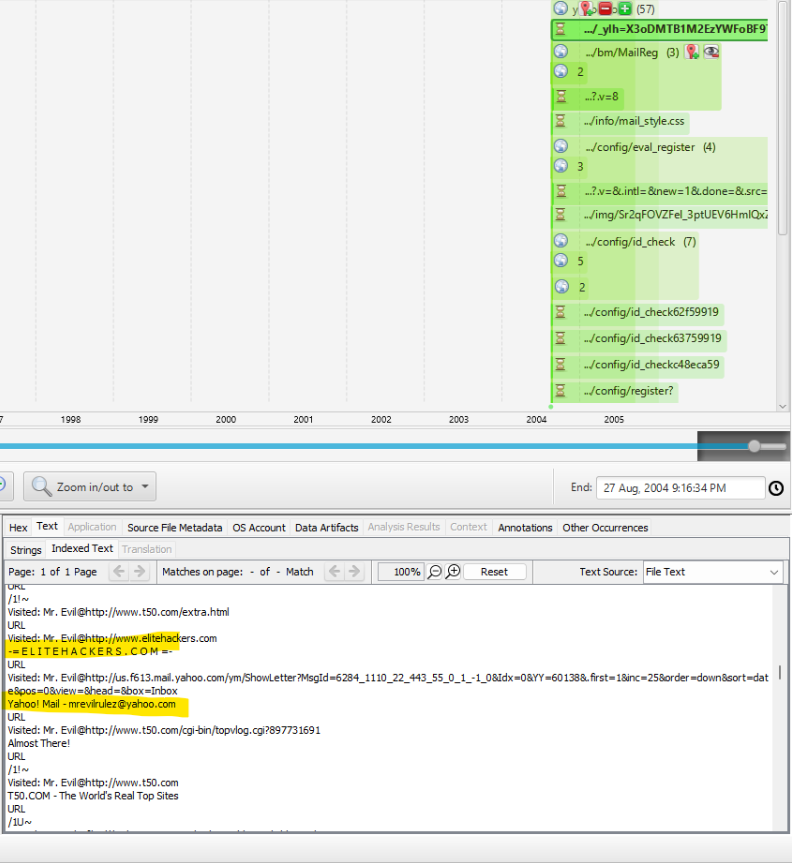 (57)
.../_ylh=X3oDMTB1M2EzYWFoBF9
../bm/MailReg (3)
2
...?.v=8
../info/mail_style.css
../config/eval_register (4)
3
...?.v=&.intl=&new=1&.done=&.src=
../img/Sr2qFOVZFeI_3ptUEV6HmIQxZ
../config/id_check (7)
5
2
../config/id_check62f59919
../config/id_check63759919
../config/id_checkc48eca59
../config/register?
7 1998 1999 2000 2001 2002 2003 2004 2005
Zoom in/out to End: 27 Aug, 2004 9:16:34 PM
Hex Text Application Source File Metadata OS Account Data Artifacts Analysis Results Context Annotations Other Occurrences
Strings Indexed Text Translation
Page: 1 of 1 Page Matches on page: - of - Match 100% Reset Text Source: File Text
URL
/1!~
Visited: Mr. Evil@http://www.t50.com/extra.html
URL
Visited: Mr. Evil@http://www.elitehackers.com
-= E L I T E H A C K E R S . C O M =-
URL
Visited: Mr. Evil@http://us.f613.mail.yahoo.com/ym/ShowLetter?MsgId=6284_1110_22_443_55_0_1_-1_0&Idx=0&YY=60138&.first=1&inc=25&order=down&sort=dat
e&pos=0&view=&head=&box=Inbox
Yahoo! Mail - mrevilrulez@yahoo.com
URL
Visited: Mr. Evil@http://www.t50.com/cgi-bin/topvlog.cgi?897731691
Almost There!
URL
/1!~
Visited: Mr. Evil@http://www.t50.com
T50.COM - The World's Real Top Sites
URL
/1U~